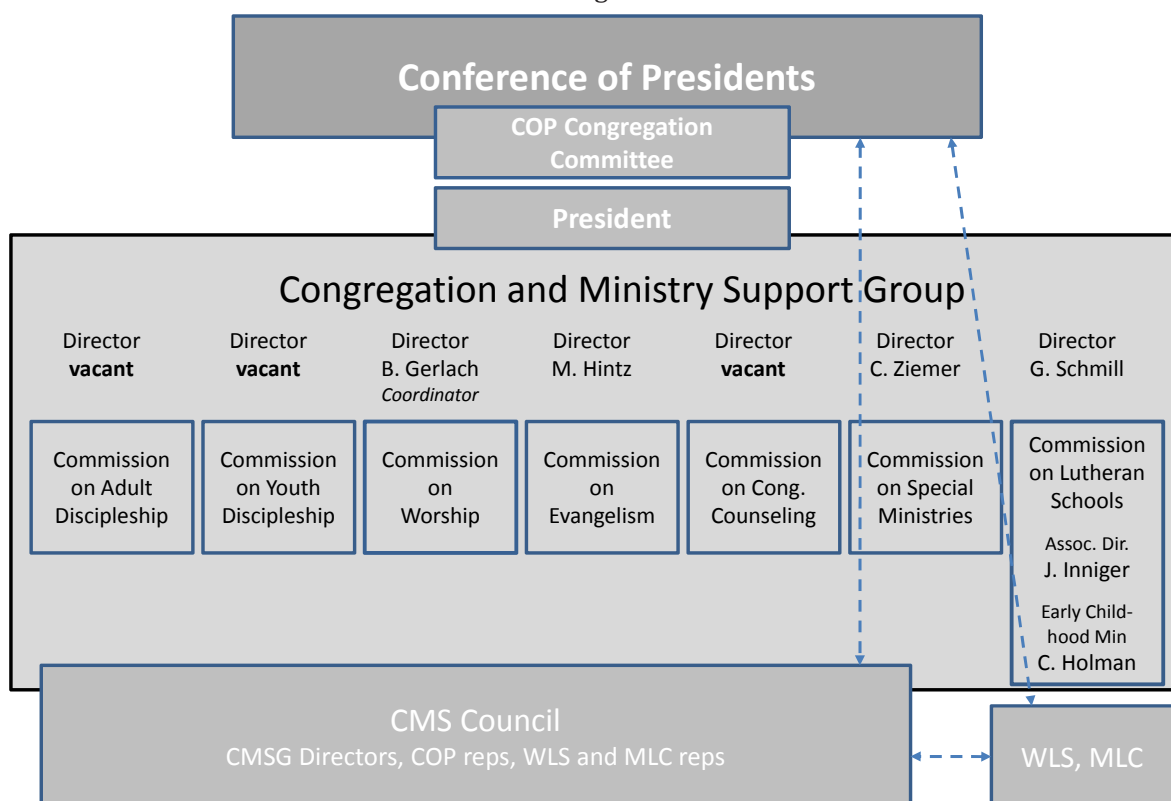 Conference of Presidents
COP Congregation
Committee
President
Congregation and Ministry Support Group
Director
vacant
Director
vacant
Director
B. Gerlach
Coordinator
Director
M. Hintz
Director
vacant
Director
C. Ziemer
Director
G. Schmill
Commission
on Adult
Discipleship
Commission
on Youth
Discipleship
Commission
on
Worship
Commission
on
Evangelism
Commission
on Cong.
Counseling
Commission
on Special
Ministries
Commission
on Lutheran
Schools
Assoc. Dir.
J. Inniger
Early Child-
hood Min
C. Holman
CMS Council
CMSG Directors, COP reps, WLS and MLC reps
WLS, MLC